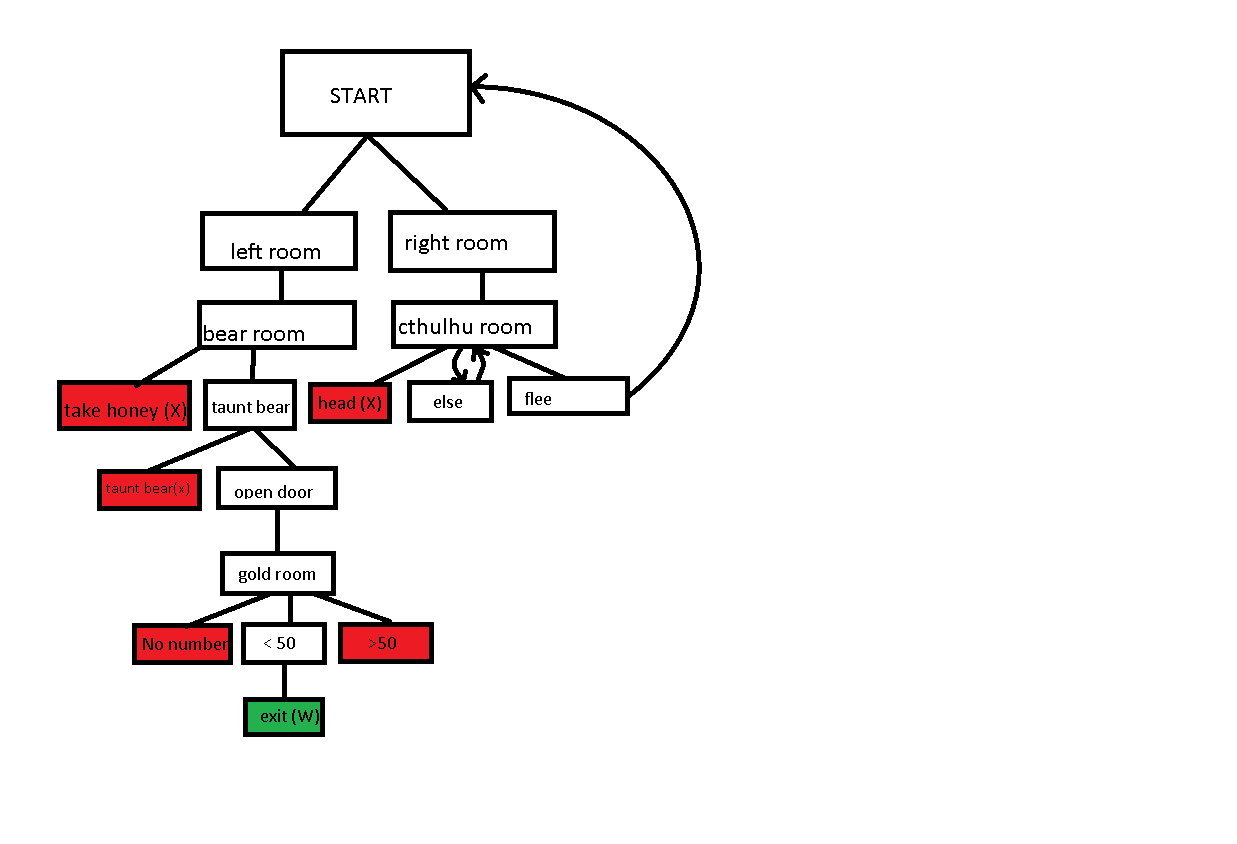 START
left room
right room
bear room
cthulhu room
take honey (X)
taunt bear
head (X)
else
flee
taunt bear(x)
open door
gold room
No number
< 50
>50
exit (W)